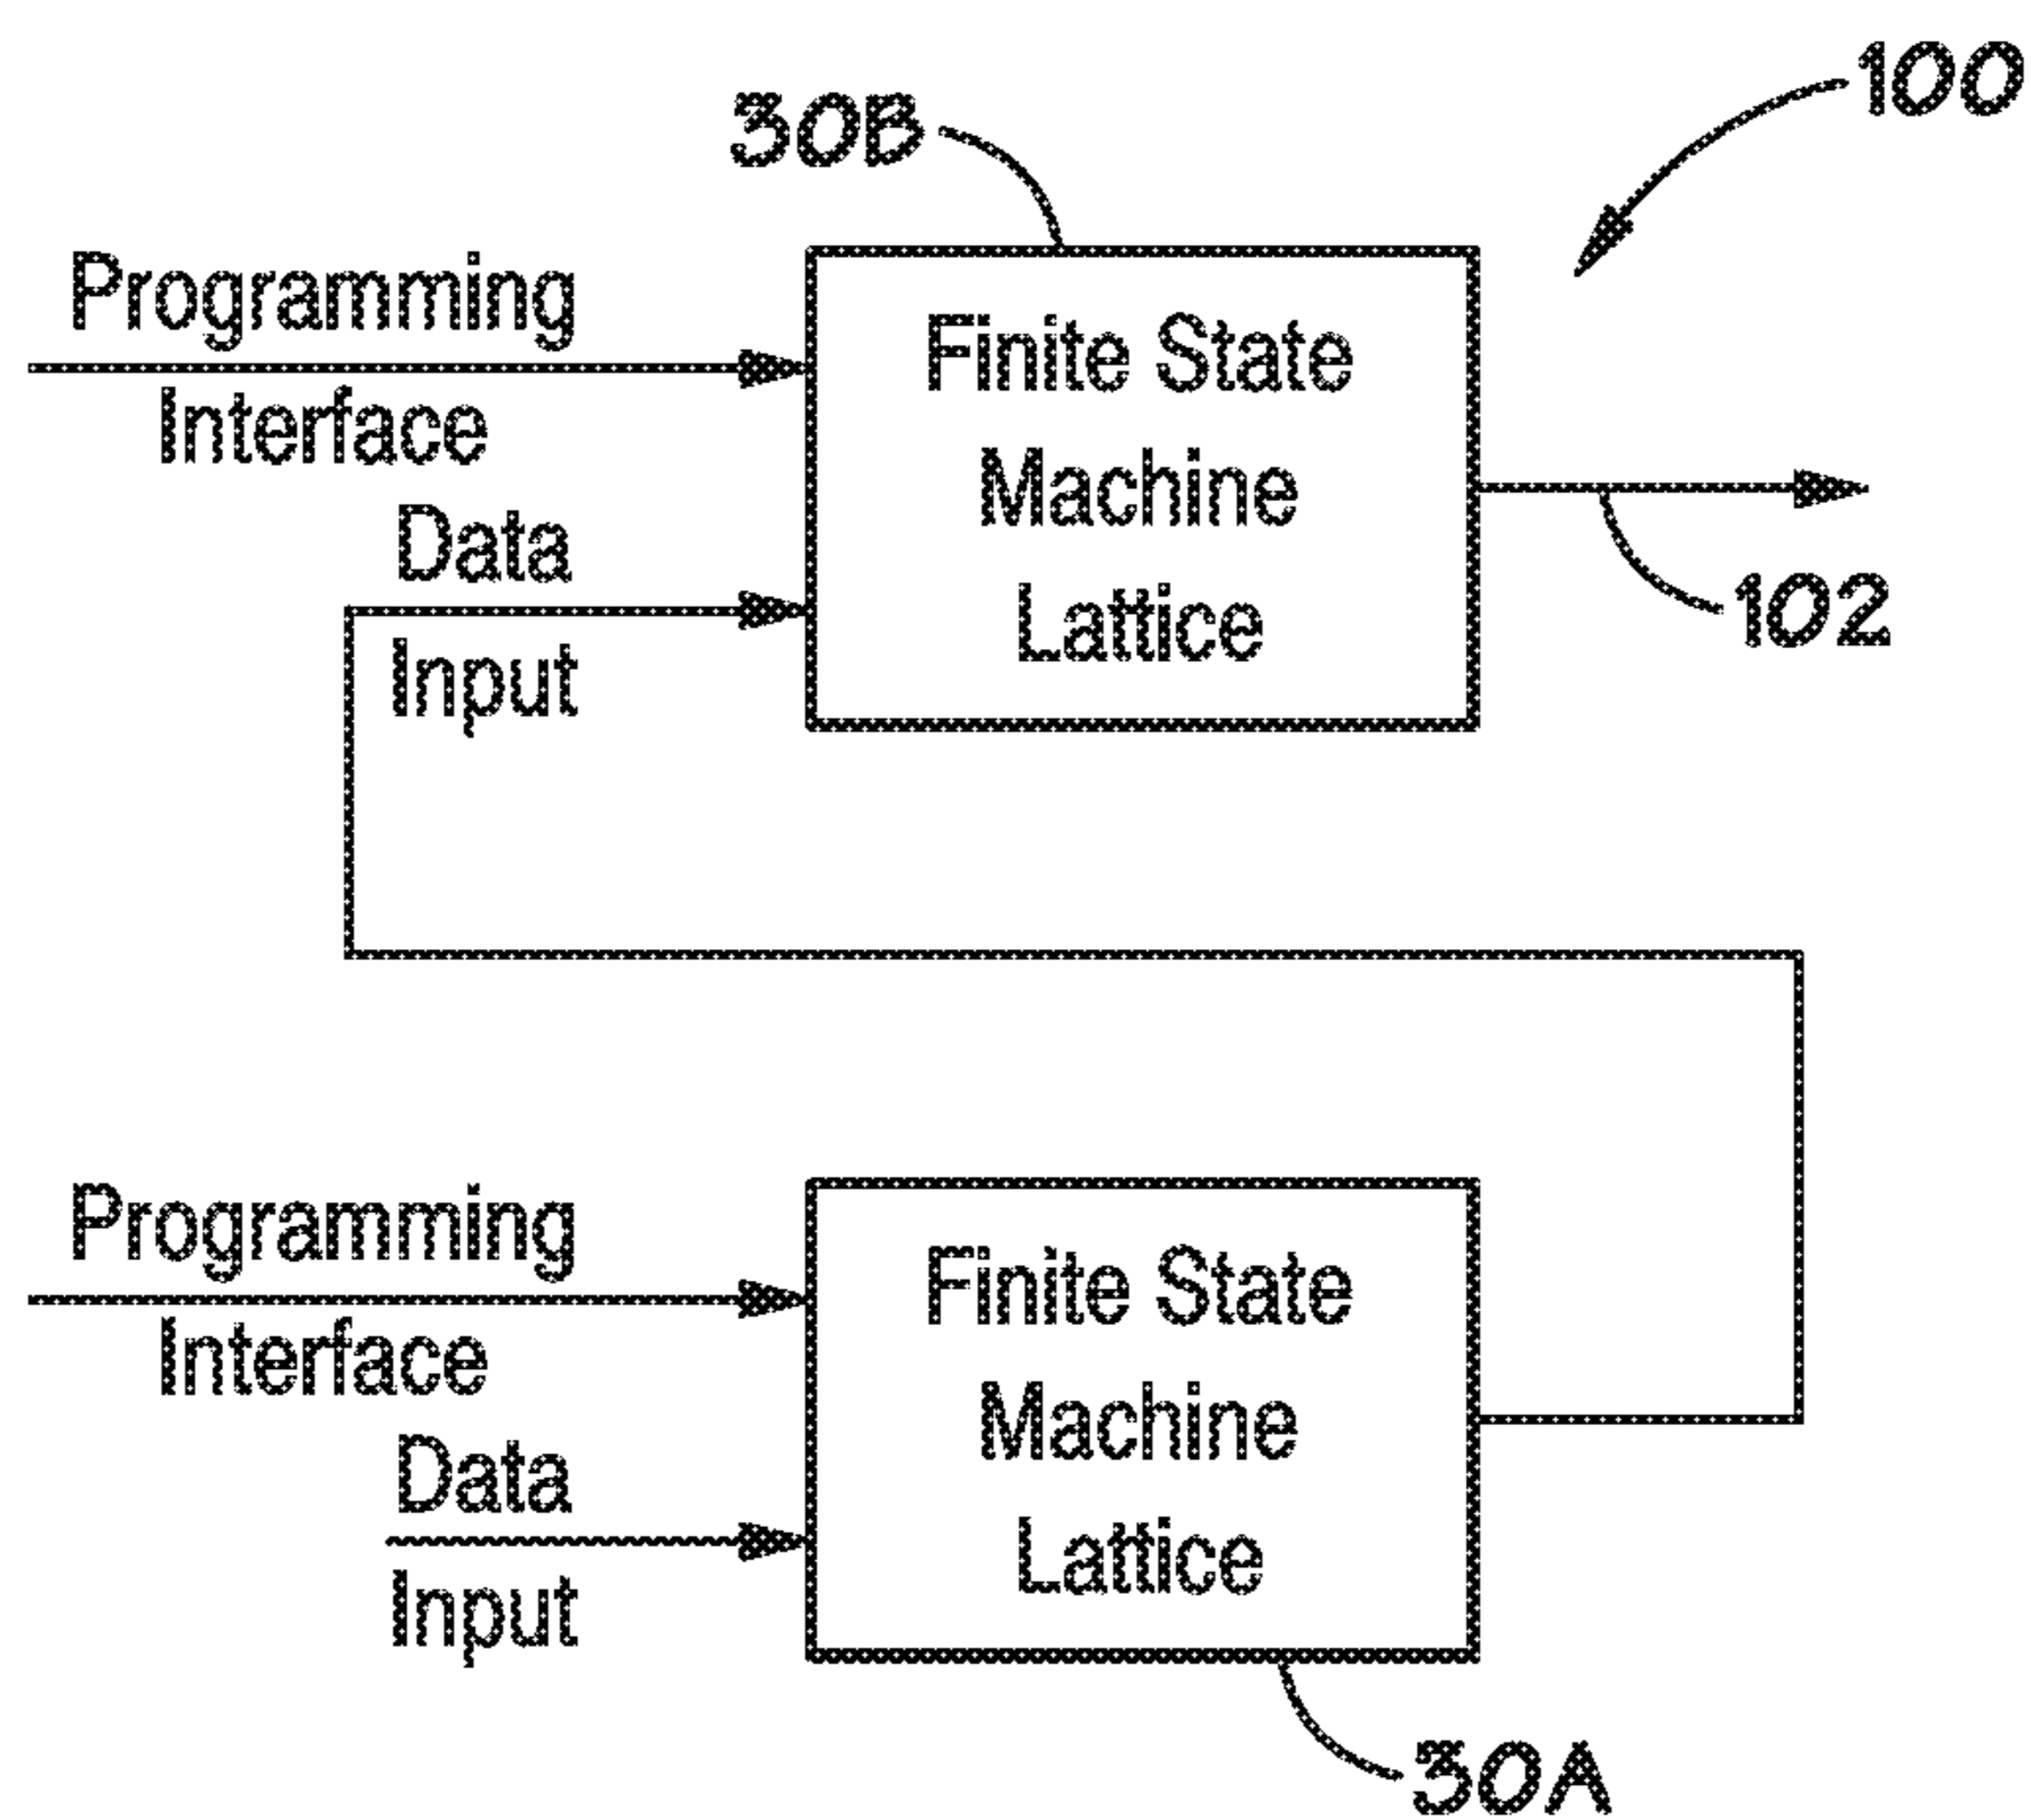 100
30B
Programming
Interface
Data
Input
Finite State
Machine
Lattice
102
Programming
Interface
Data
Input
Finite State
Machine
Lattice
30A